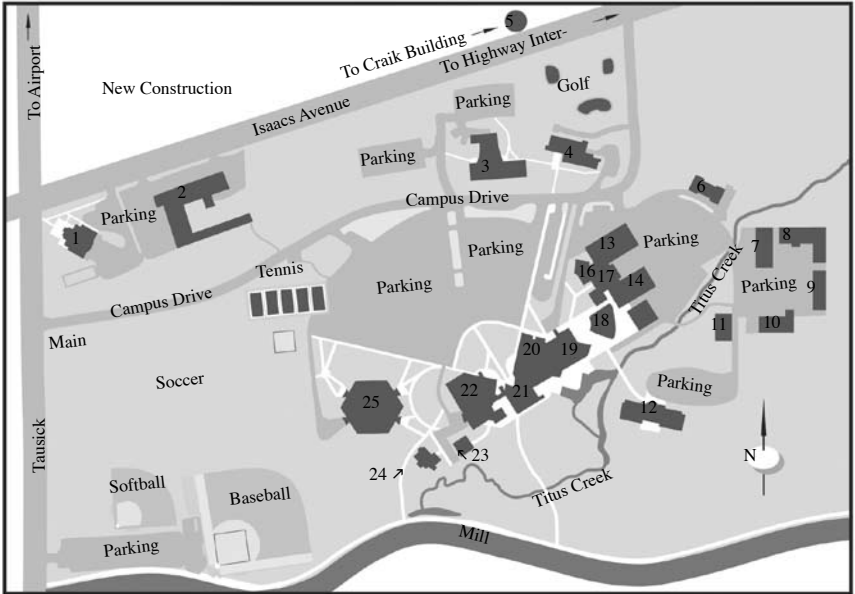 To Airport
5
To Craik Building
To Highway Inter-
New Construction
Golf
Parking
Isaacs Avenue
Parking
3
4
2
Parking
1
Campus Drive
6
13
Parking
Parking
16
17
14
7
8
Titus Creek
Tennis
Parking
Parking
9
Campus Drive
18
11
10
Main
20
19
Soccer
Parking
22
21
25
12
23
24
N
Tausick
Softball
Baseball
Titus Creek
Parking
Mill